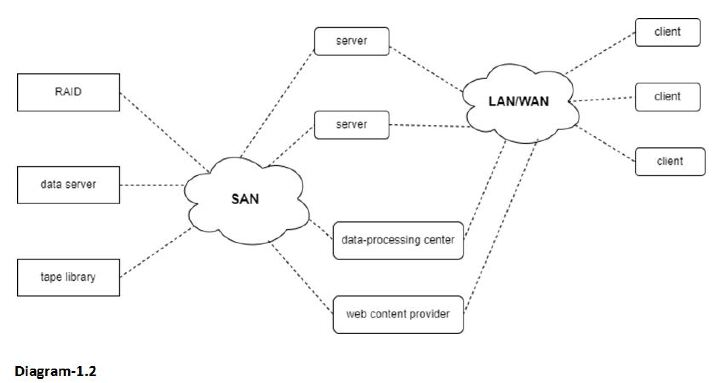 server
client
RAID
LAN/WAN
client
server
client
data server
SAN
data-processing center
tape library
web content provider
Diagram-1.2